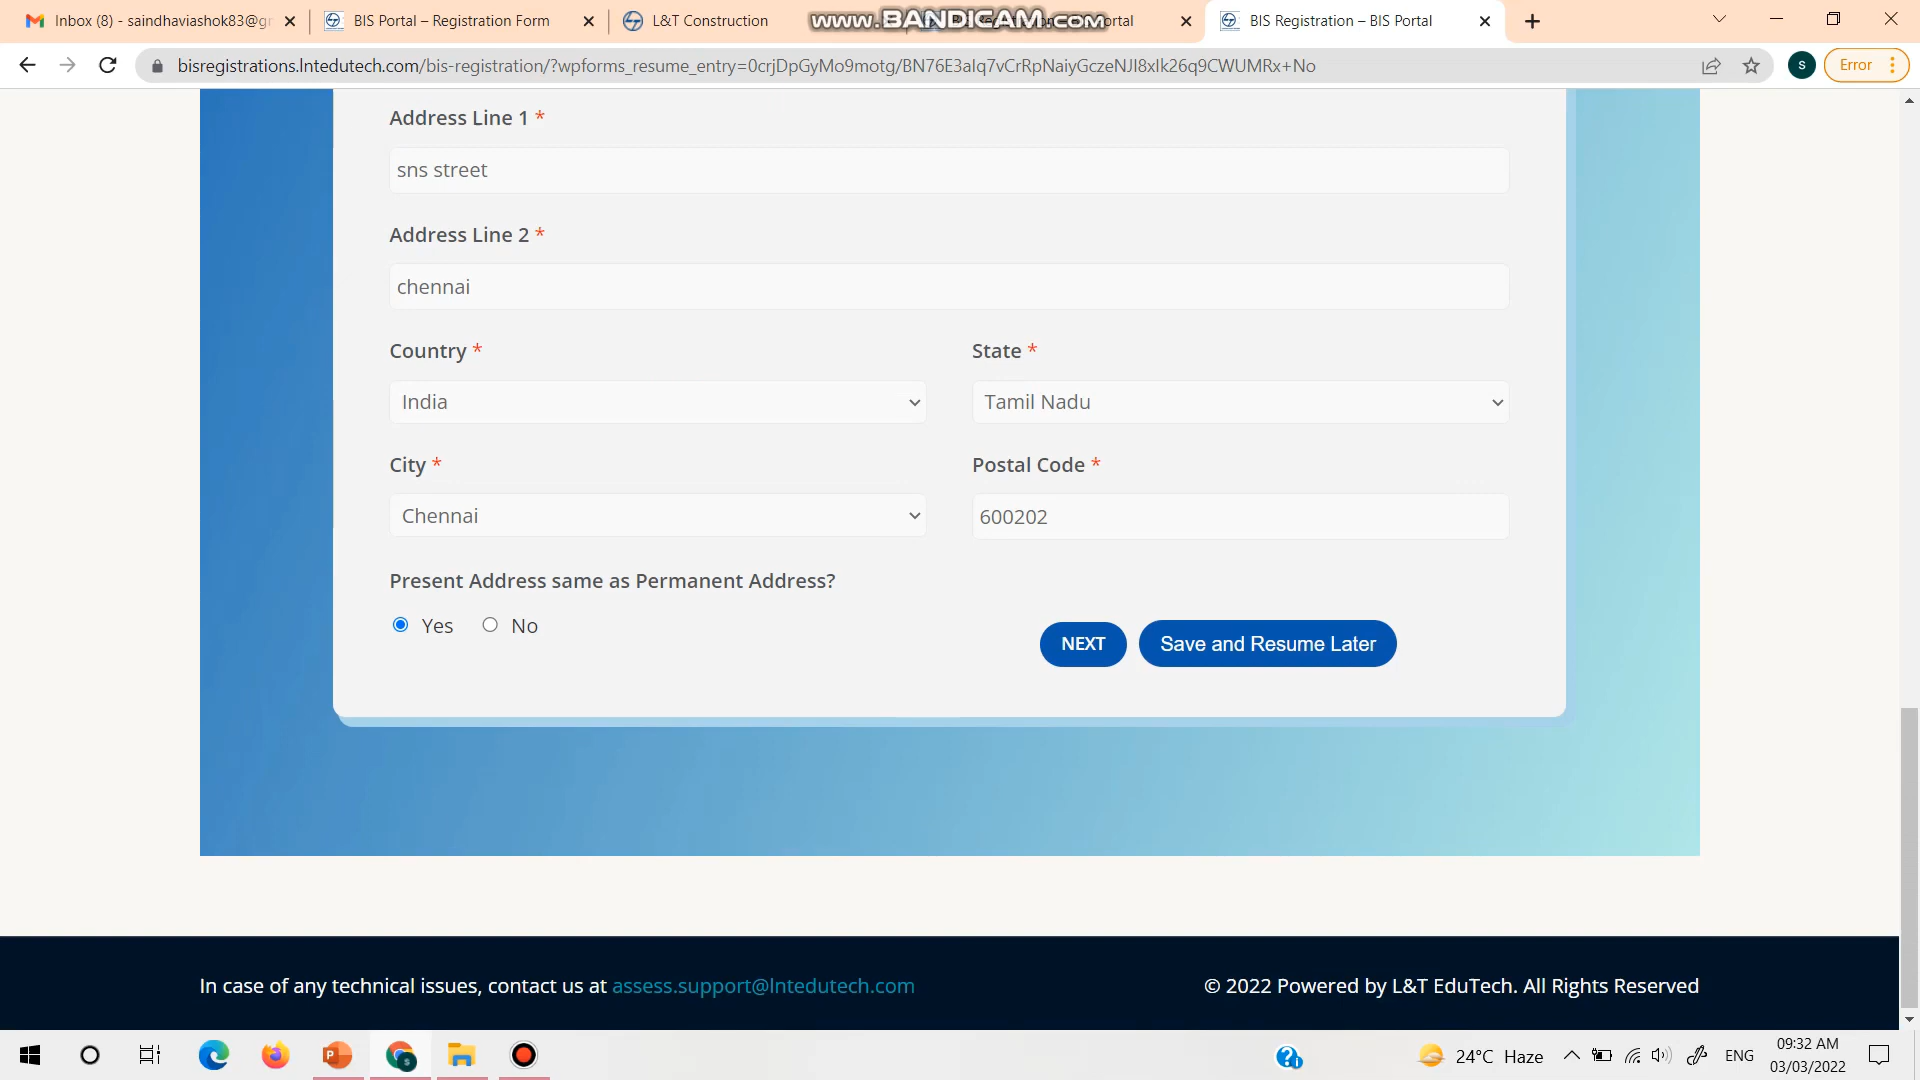 Inbox (8) - saindhaviashok83@gm
BIS Portal – Registration Form
L&T Construction
www.BANDICAM.com
BIS Registration – BIS Portal
bisregistrations.lntedutech.com/bis-registration/?wpforms_resume_entry=0crjDpGyMo9motg/BN76E3alq7vCrRpNaiyGczeNJI8xlk26q9CWUMRx+No
S
Error
Address Line 1 *
sns street
Address Line 2 *
chennai
Country *
State *
India
Tamil Nadu
City *
Postal Code *
Chennai
600202
Present Address same as Permanent Address?
Yes
No
NEXT
Save and Resume Later
In case of any technical issues, contact us at assess.support@lntedutech.com
© 2022 Powered by L&T EduTech. All Rights Reserved
24°C Haze
ENG
09:32 AM
03/03/2022